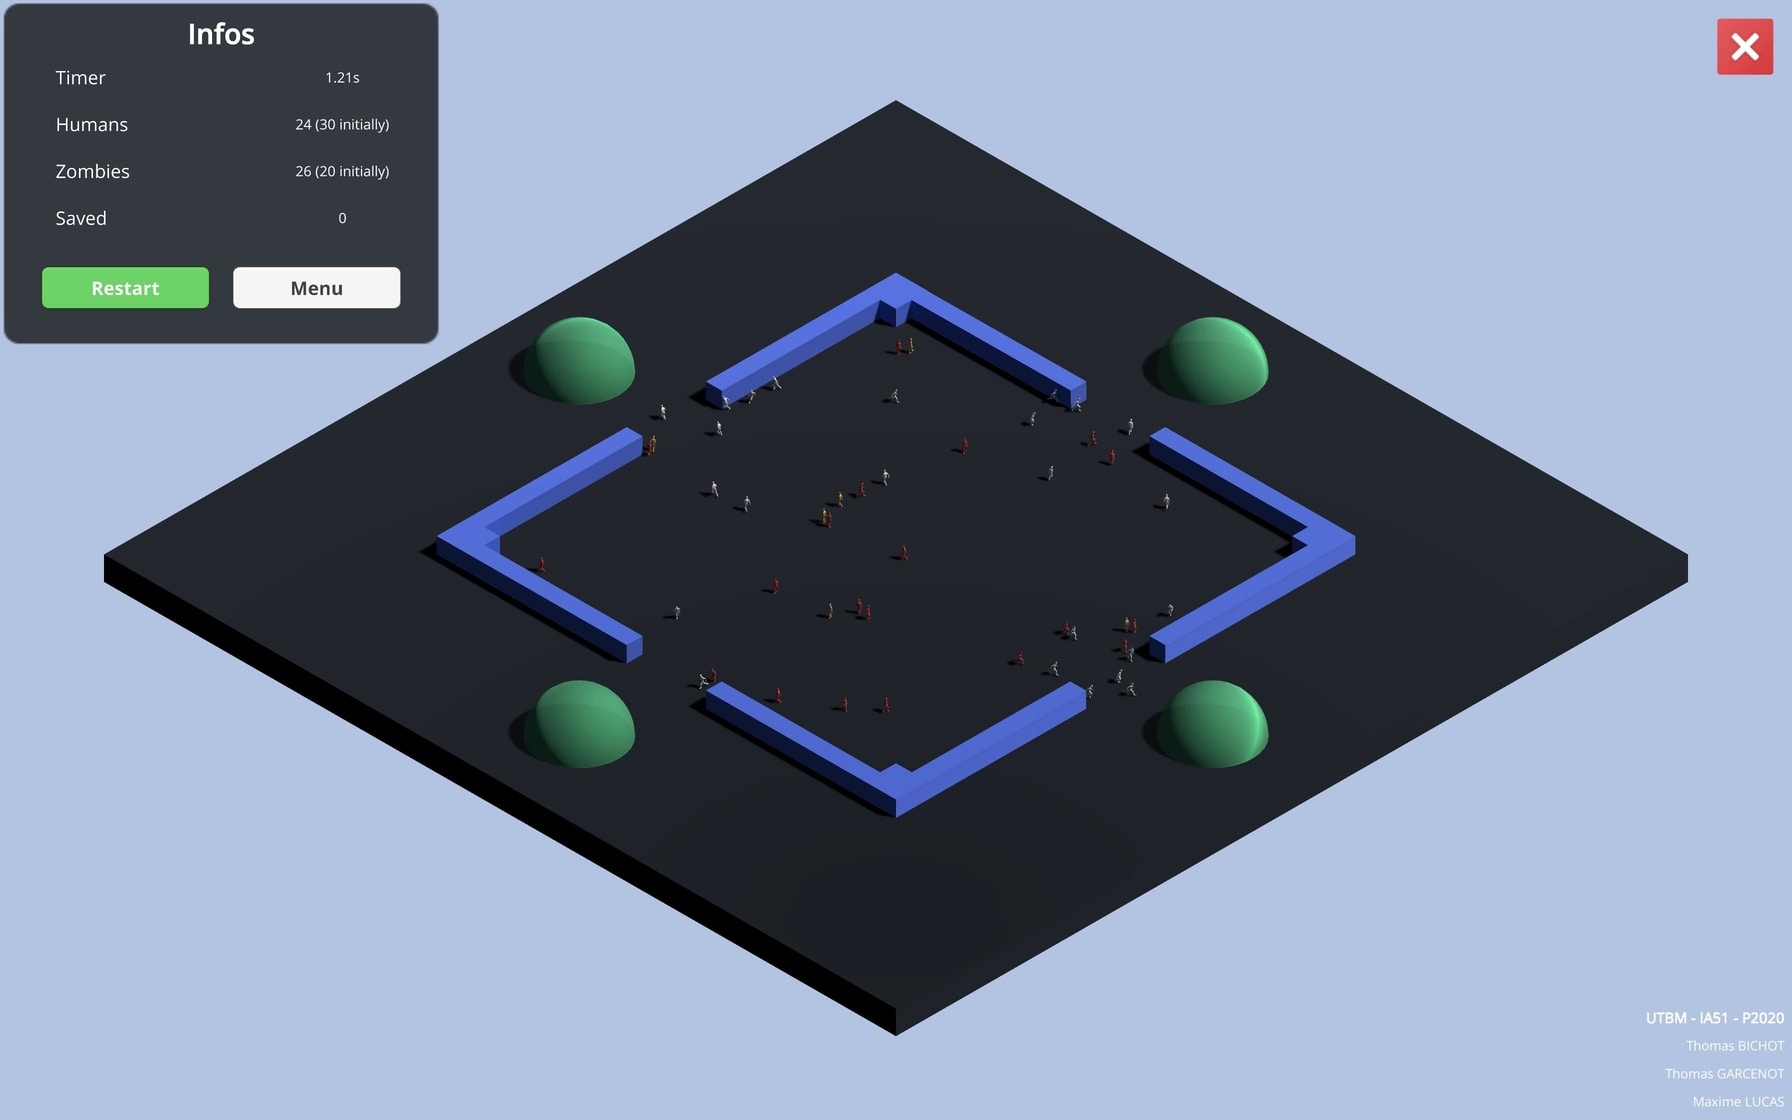 Infos
Timer 1.21s
Humans 24 (30 initially)
Zombies 26 (20 initially)
Saved 0
Restart Menu
UTBM - IA51 - P2020
Thomas BICHOT
Thomas GARCENOT
Maxime LUCAS